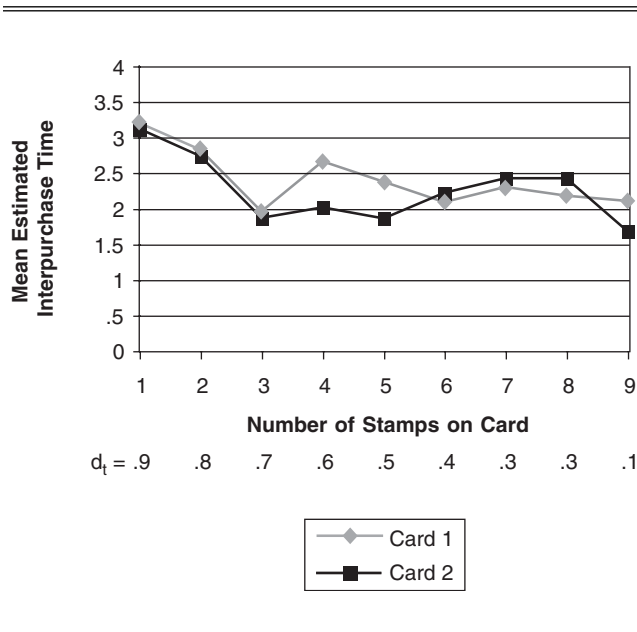 Mean Estimated
Interpurchase Time
4
3.5
3
2.5
2
1.5
1
.5
0
1 2 3 4 5 6 7 8 9
Number of Stamps on Card
dt = .9 .8 .7 .6 .5 .4 .3 .3 .1
Card 1
Card 2